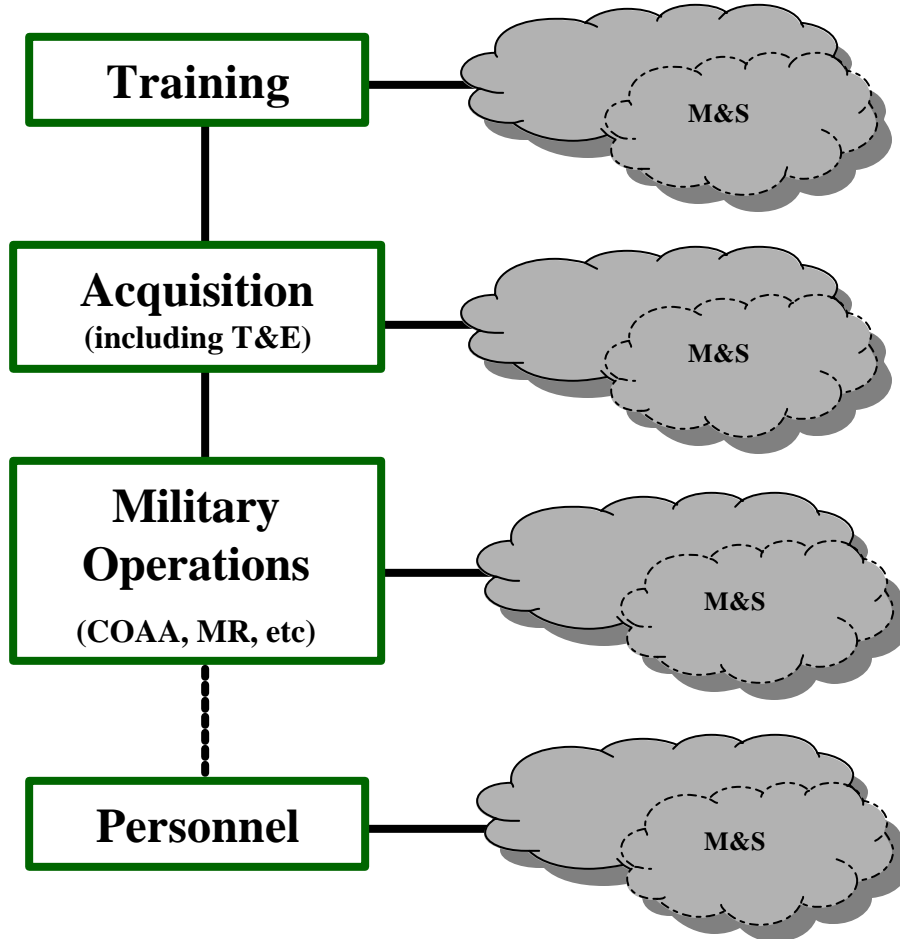 Training
M&S
Acquisition
(including T&E)
M&S
Military
Operations
(COAA, MR, etc)
M&S
Personnel
M&S